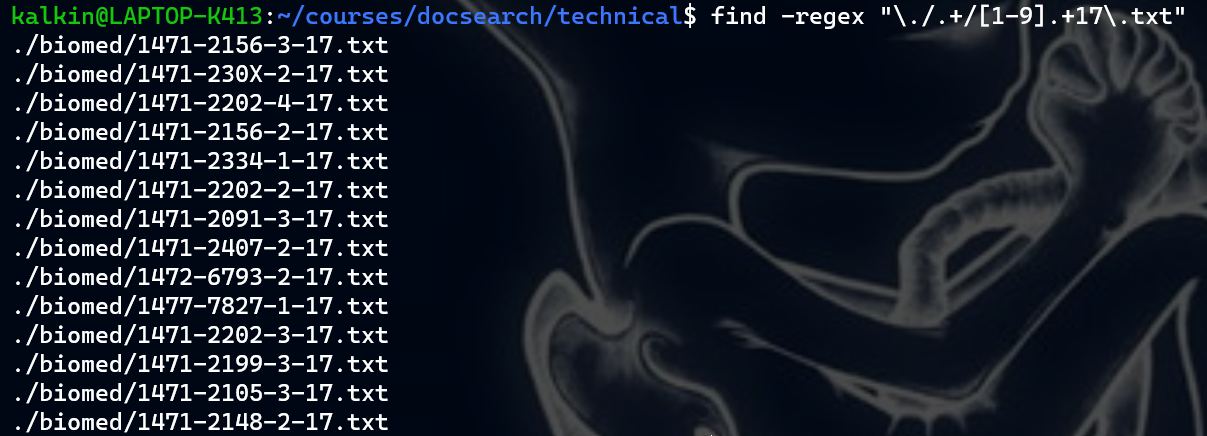 kalkin@LAPTOP-K413:~/courses/docsearch/technical$ find -regex "\./.+/[1-9].+17\.txt"
./biomed/1471-2156-3-17.txt
./biomed/1471-230X-2-17.txt
./biomed/1471-2202-4-17.txt
./biomed/1471-2156-2-17.txt
./biomed/1471-2334-1-17.txt
./biomed/1471-2202-2-17.txt
./biomed/1471-2091-3-17.txt
./biomed/1471-2407-2-17.txt
./biomed/1472-6793-2-17.txt
./biomed/1477-7827-1-17.txt
./biomed/1471-2202-3-17.txt
./biomed/1471-2199-3-17.txt
./biomed/1471-2105-3-17.txt
./biomed/1471-2148-2-17.txt